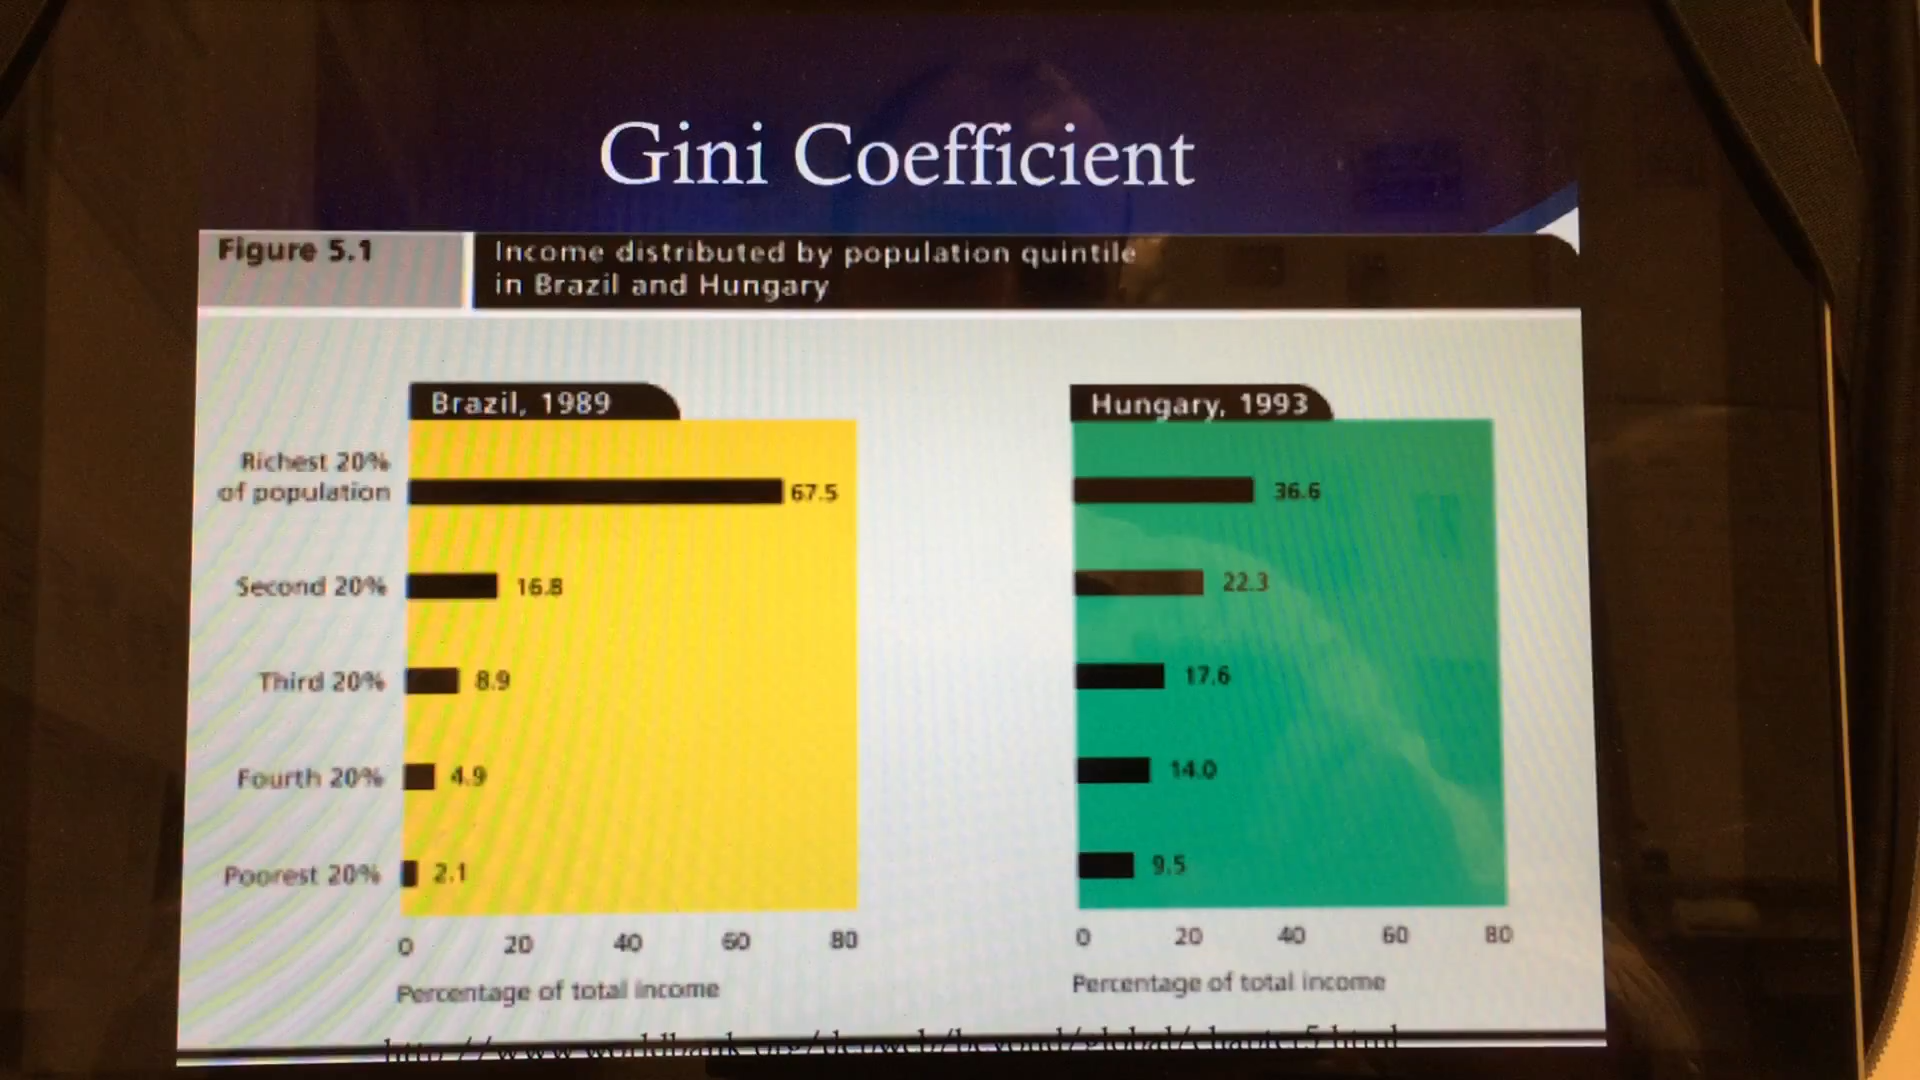 Gini Coefficient
Figure 5.1
Income distributed by population quintile
in Brazil and Hungary
Brazil, 1989
Richest 20%
of population
67.5
Second 20%
16.8
Third 20%
8.9
Fourth 20%
4.9
Poorest 20%
2.1
0 20 40 60 80
Percentage of total income
Hungary, 1993
36.6
22.3
17.6
14.0
9.5
0 20 40 60 80
Percentage of total income